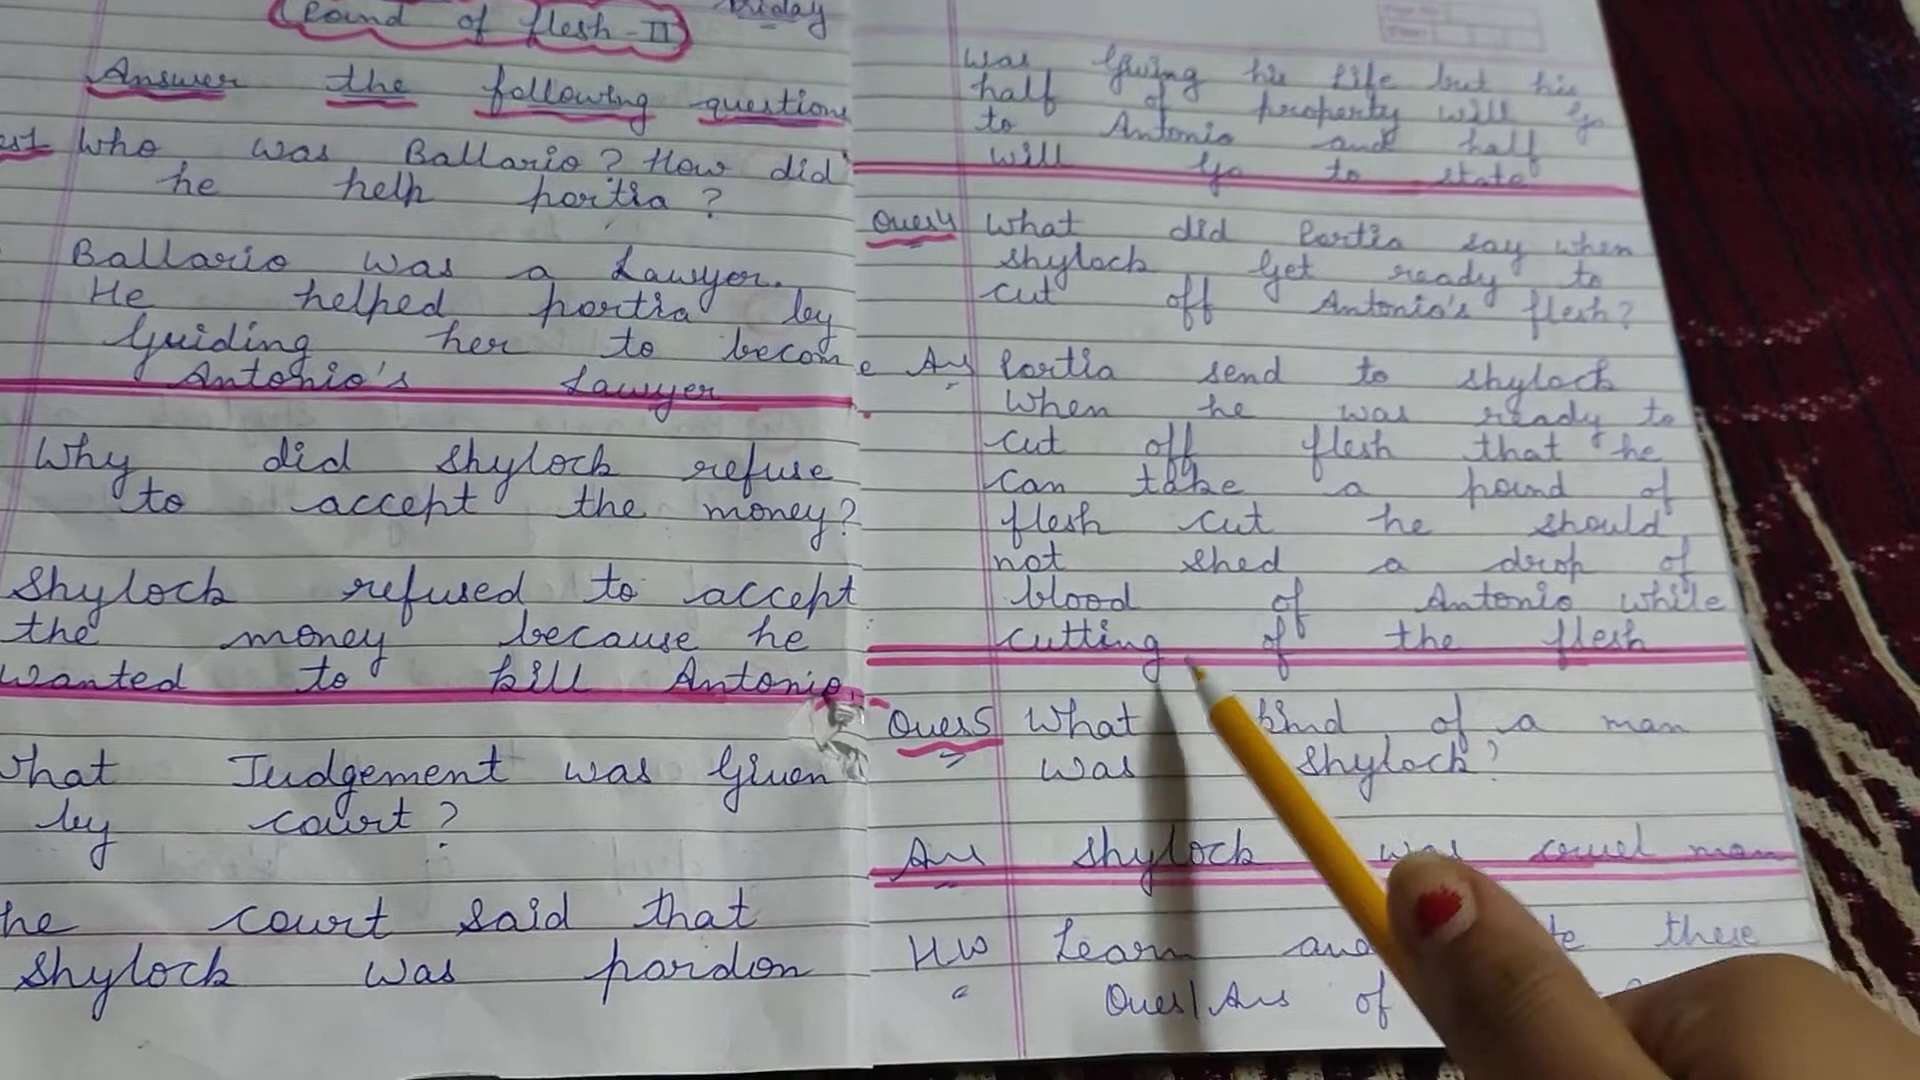 Pound of flesh - II
Friday
Answer the following questions
Who was Ballario? How did
he help portia?
Ballario was a Lawyer.
He helped portia by
Guiding her to become
Antonio's Lawyer
Why did shylock refuse
to accept the money?
Shylock refused to accept
the money because he
wanted to kill Antonio.
what Judgement was Given
by court?
he court said that
Shylock was pardon
was Giving his life but his
half of property will go
to Antonio and half
will Go to state
Ques4 What did Portia say when
shylock Get ready to
cut off Antonio's flesh?
Ans Portia send to shylock
When he was ready to
cut off flesh that he
can take a pound of
flesh cut he should
not shed a drop of
blood of Antonio while
cutting of the flesh
Ques5 What kind of a man
was Shylock?
Ans Shylock was cruel man
HW Learn and these
Ques/Ans of